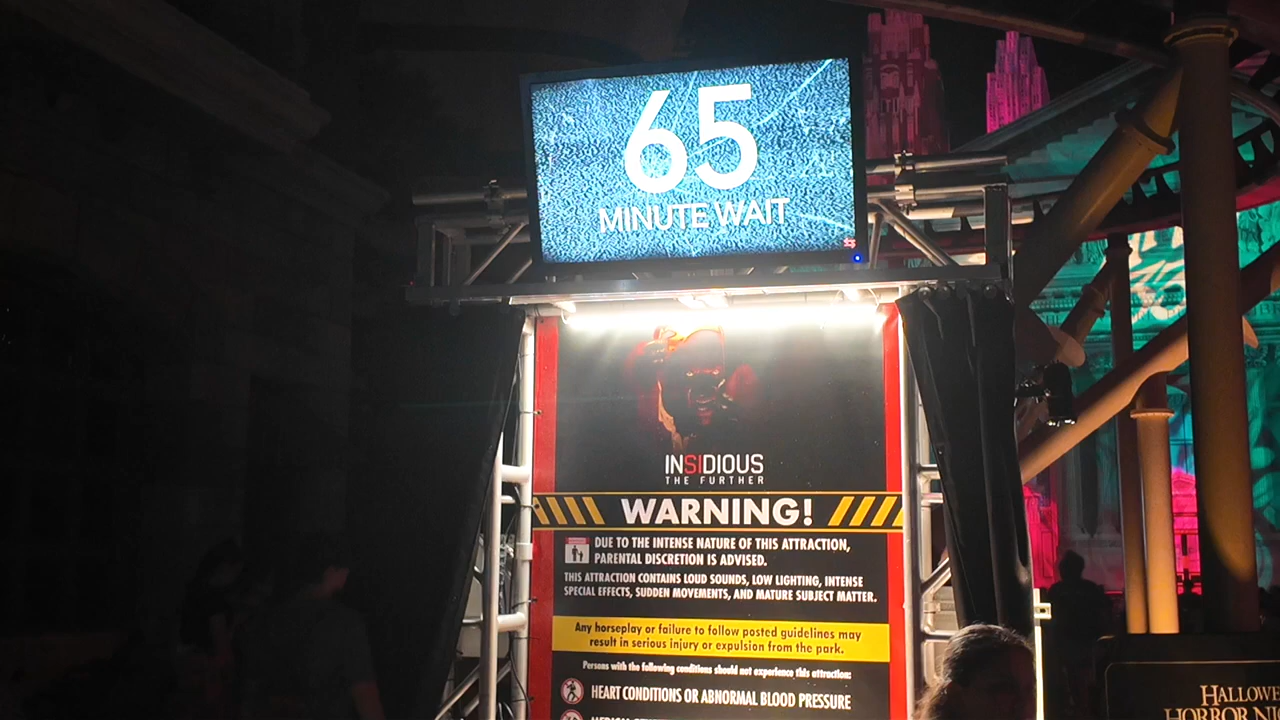 65
MINUTE WAIT
INSIDIOUS
THE FURTHER
WARNING!
DUE TO THE INTENSE NATURE OF THIS ATTRACTION,
PARENTAL DISCRETION IS ADVISED.
THIS ATTRACTION CONTAINS LOUD SOUNDS, LOW LIGHTING, INTENSE
SPECIAL EFFECTS, SUDDEN MOVEMENTS, AND MATURE SUBJECT MATTER.
Any horseplay or failure to follow posted guidelines may
result in serious injury or expulsion from the park.
Persons with the following conditions should not experience this attraction:
HEART CONDITIONS OR ABNORMAL BLOOD PRESSURE
HALLOWE
HORROR NI